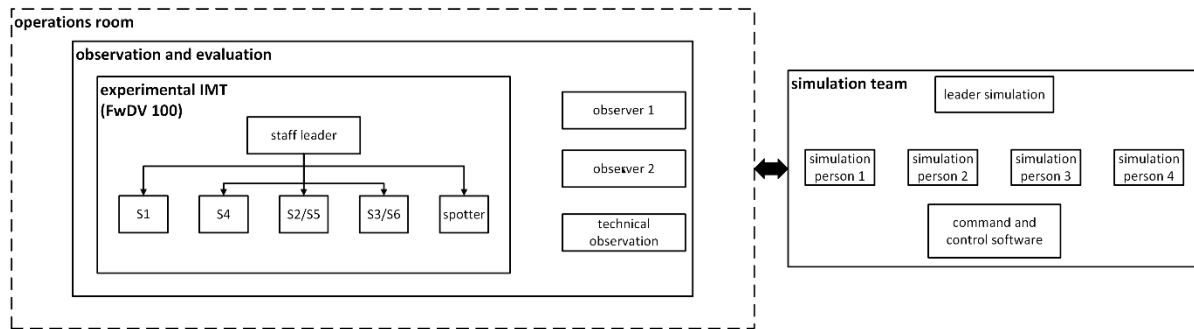 operations room
observation and evaluation
experimental IMT
(FwDV 100)
staff leader
S1
S4
S2/S5
S3/S6
spotter
observer 1
observer 2
technical
observation
simulation team
leader simulation
simulation
person 1
simulation
person 2
simulation
person 3
simulation
person 4
command and
control software